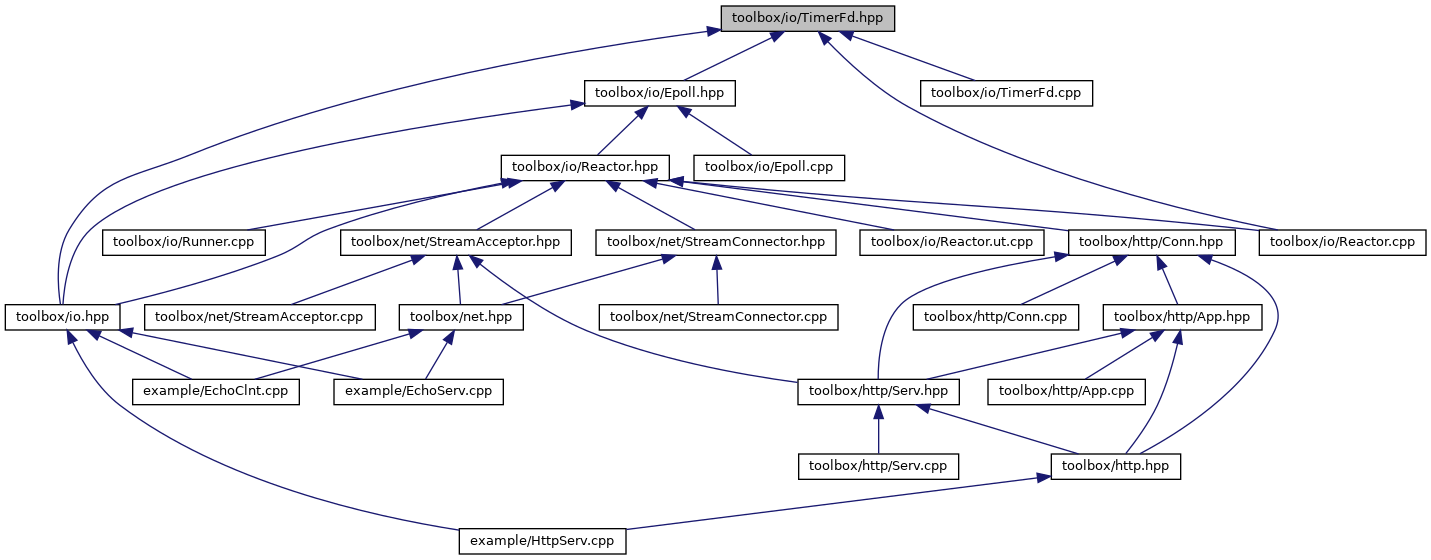 toolbox/io/TimerFd.hpp
toolbox/io/Epoll.hpp
toolbox/io/TimerFd.cpp
toolbox/io/Reactor.hpp
toolbox/io/Epoll.cpp
toolbox/io/Runner.cpp
toolbox/net/StreamAcceptor.hpp
toolbox/net/StreamConnector.hpp
toolbox/io/Reactor.ut.cpp
toolbox/http/Conn.hpp
toolbox/io/Reactor.cpp
toolbox/io.hpp
toolbox/net/StreamAcceptor.cpp
toolbox/net.hpp
toolbox/net/StreamConnector.cpp
toolbox/http/Conn.cpp
toolbox/http/App.hpp
example/EchoClnt.cpp
example/EchoServ.cpp
toolbox/http/Serv.hpp
toolbox/http/App.cpp
toolbox/http/Serv.cpp
toolbox/http.hpp
example/HttpServ.cpp